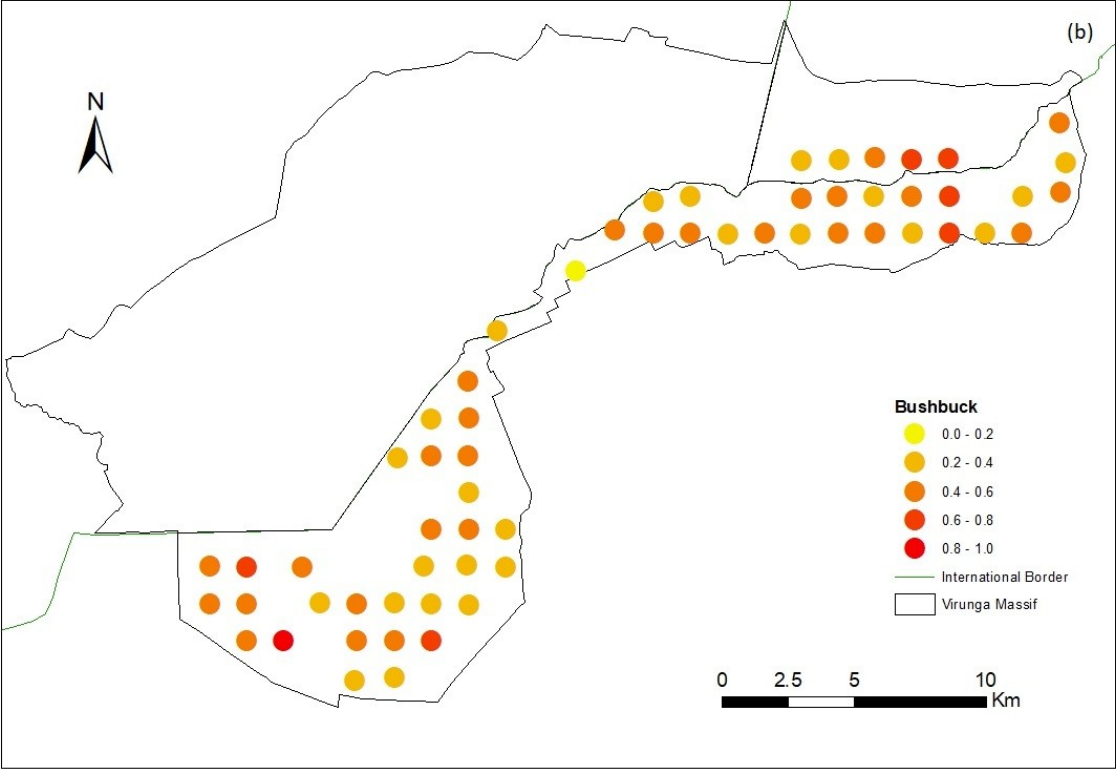 (b)
N
Bushbuck
0.0 - 0.2
0.2 - 0.4
0.4 - 0.6
0.6 - 0.8
0.8 - 1.0
International Border
Virunga Massif
0 2.5 5 10
Km